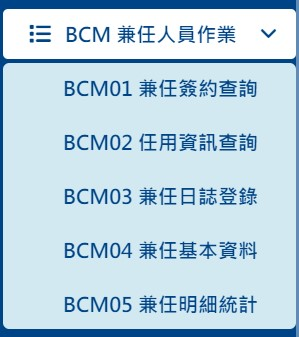 BCM 兼任人員作業
BCM01 兼任簽約查詢
BCM02 任用資訊查詢
BCM03 兼任日誌登錄
BCM04 兼任基本資料
BCM05 兼任明細統計